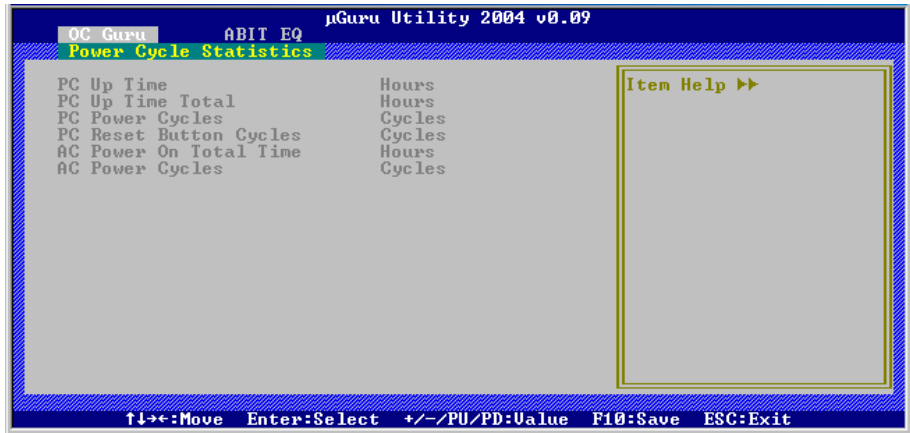 µGuru Utility 2004 v0.09
OC Guru ABIT EQ
Power Cycle Statistics
PC Up Time Hours
PC Up Time Total Hours
PC Power Cycles Cycles
PC Reset Button Cycles Cycles
AC Power On Total Time Hours
AC Power Cycles Cycles
Item Help ▶▶
↑↓→←:Move Enter:Select +/-/PU/PD:Value F10:Save ESC:Exit